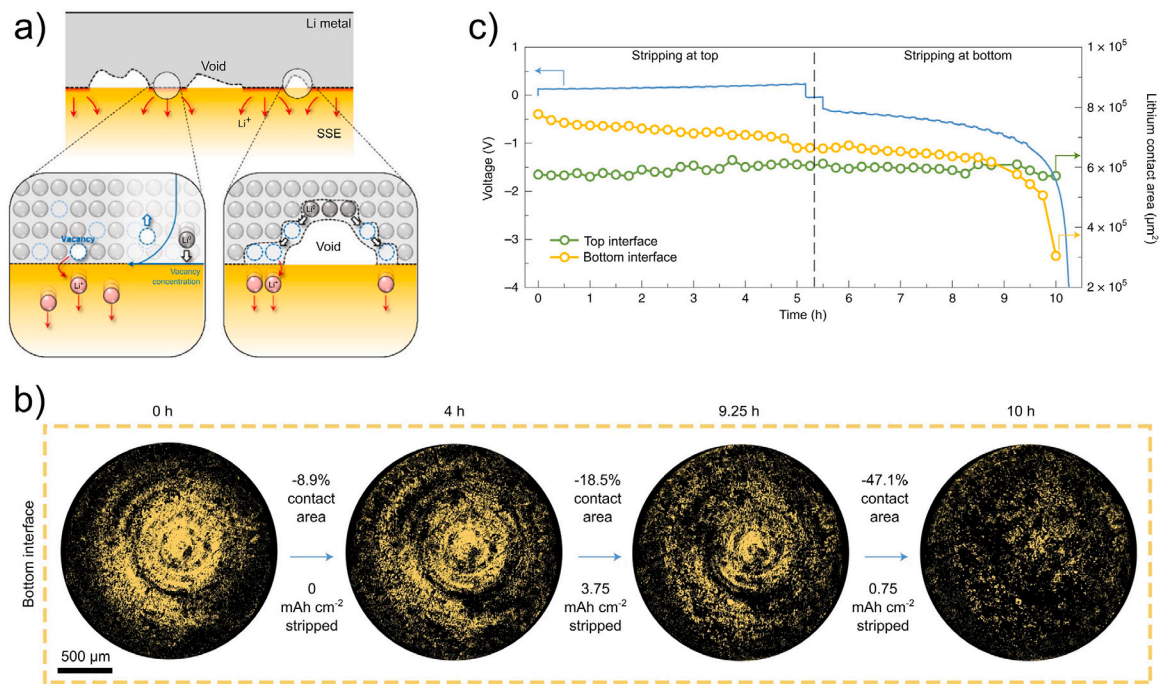 a)
Li metal
Void
Li⁺
SSE
Vacancy
Li⁰
Li⁺
Vacancy
concentration
Li⁰
Void
Li⁺
c)
Stripping at top
Stripping at bottom
1
0
−1
−2
−3
−4
Voltage (V)
1 × 10⁵
8 × 10⁵
6 × 10⁵
4 × 10⁵
2 × 10⁵
Lithium contact area (μm²)
Top interface
Bottom interface
0 1 2 3 4 5 6 7 8 9 10
Time (h)
b)
0 h
4 h
9.25 h
10 h
Bottom interface
-8.9%
contact
area
0
mAh cm⁻²
stripped
-18.5%
contact
area
3.75
mAh cm⁻²
stripped
-47.1%
contact
area
0.75
mAh cm⁻²
stripped
500 μm